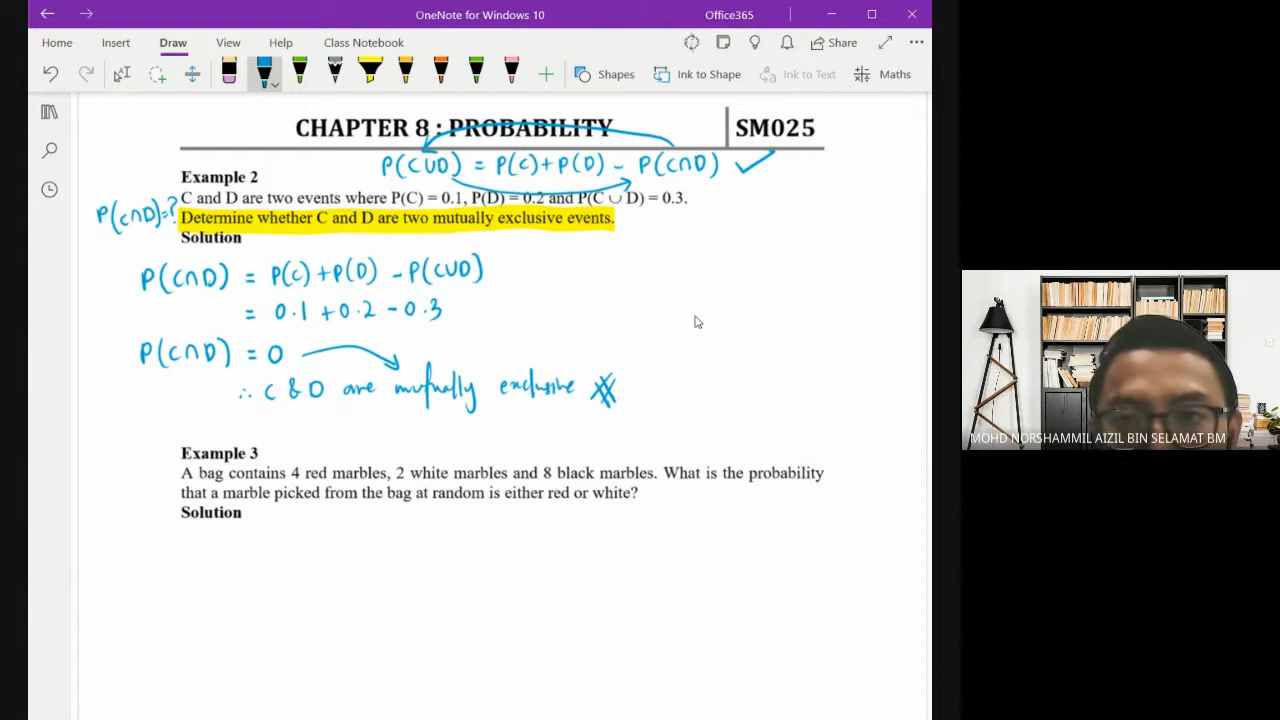 OneNote for Windows 10
Office365
Home Insert Draw View Help Class Notebook
Share
Shapes Ink to Shape Ink to Text Maths
CHAPTER 8 : PROBABILITY SM025
P(C∪D) = P(C) + P(D) - P(C∩D) ✓
Example 2
C and D are two events where P(C) = 0.1, P(D) = 0.2 and P(C ∪ D) = 0.3.
P(C∩D)=?
Determine whether C and D are two mutually exclusive events.
Solution
P(C∩D) = P(C) + P(D) - P(C∪D)
= 0.1 + 0.2 - 0.3
P(C∩D) = 0
∴ C & D are mutually exclusive
Example 3
A bag contains 4 red marbles, 2 white marbles and 8 black marbles. What is the probability
that a marble picked from the bag at random is either red or white?
Solution
MOHD NORSHAMMIL AIZIL BIN SELAMAT BM